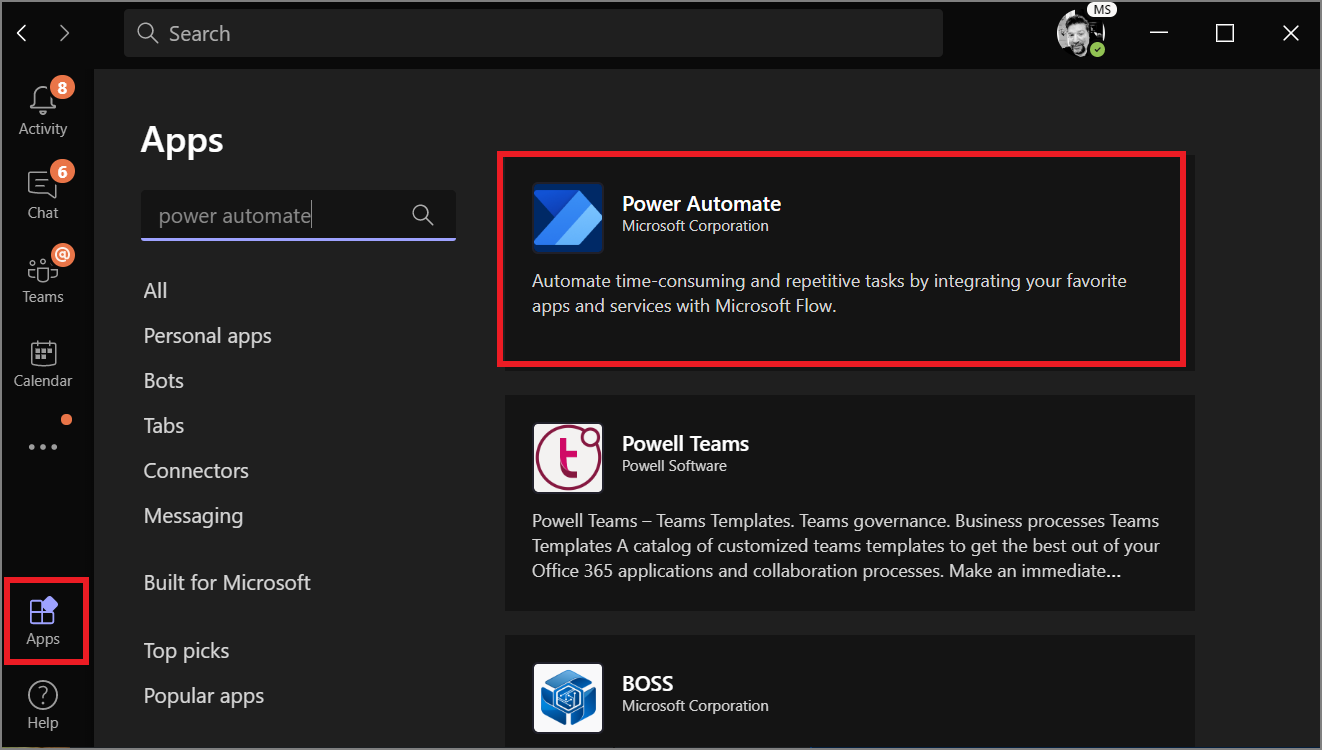 Search
MS
8
Activity
6
Chat
@
Teams
Calendar
Apps
Help
Apps
power automate
All
Personal apps
Bots
Tabs
Connectors
Messaging
Built for Microsoft
Top picks
Popular apps
Power Automate
Microsoft Corporation
Automate time-consuming and repetitive tasks by integrating your favorite
apps and services with Microsoft Flow.
t
Powell Teams
Powell Software
Powell Teams – Teams Templates. Teams governance. Business processes Teams
Templates A catalog of customized teams templates to get the best out of your
Office 365 applications and collaboration processes. Make an immediate...
BOSS
Microsoft Corporation